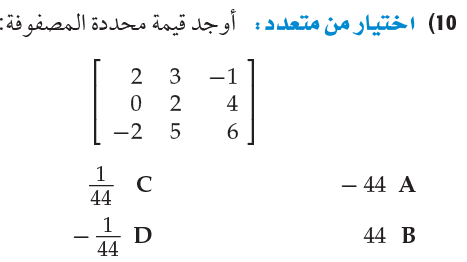 10) اختيار من متعدد: أوجد قيمة محددة المصفوفة:
2 3 −1
0 2 4
−2 5 6
A − 44
B 44
C 1/44
D − 1/44